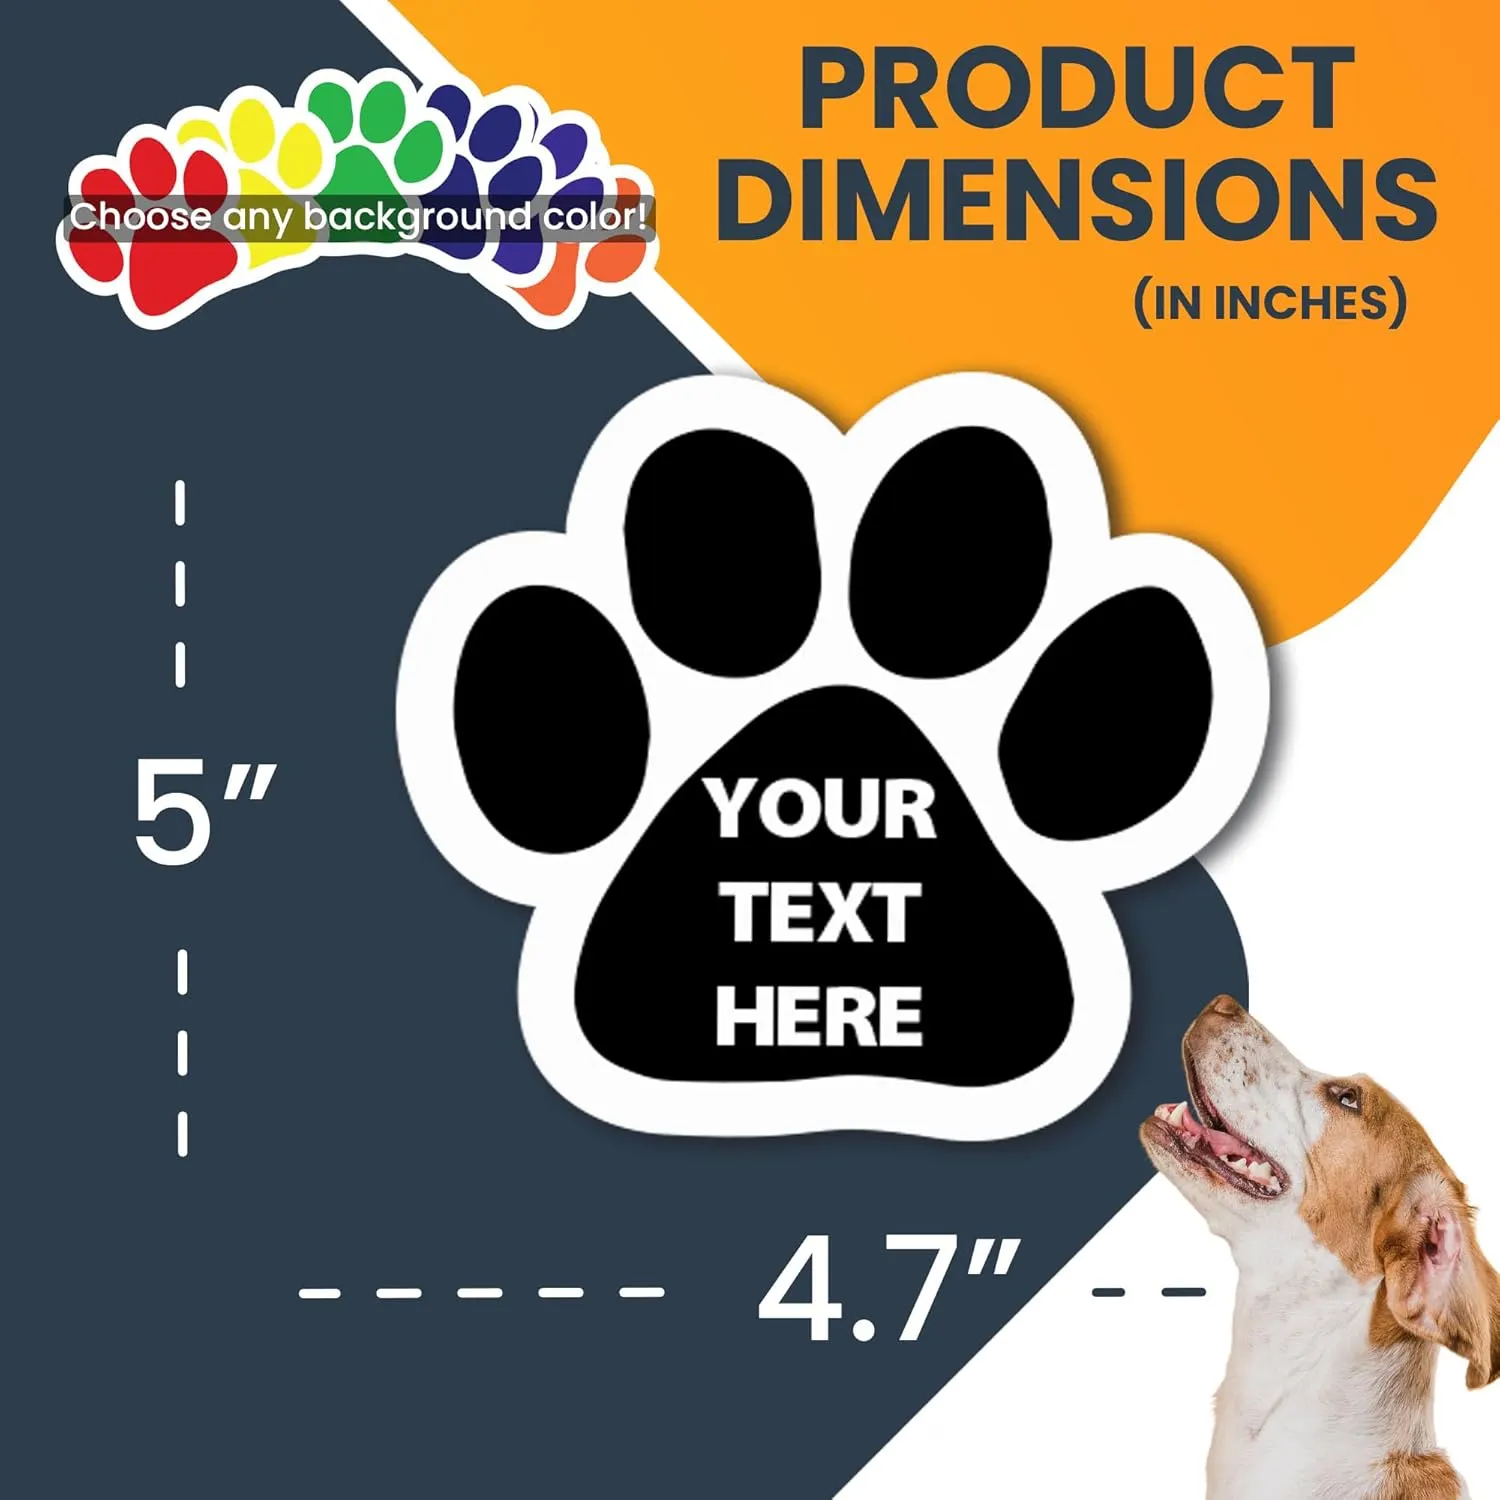 PRODUCT
DIMENSIONS
(IN INCHES)
Choose any background color!
YOUR
TEXT
HERE
5"
4.7"